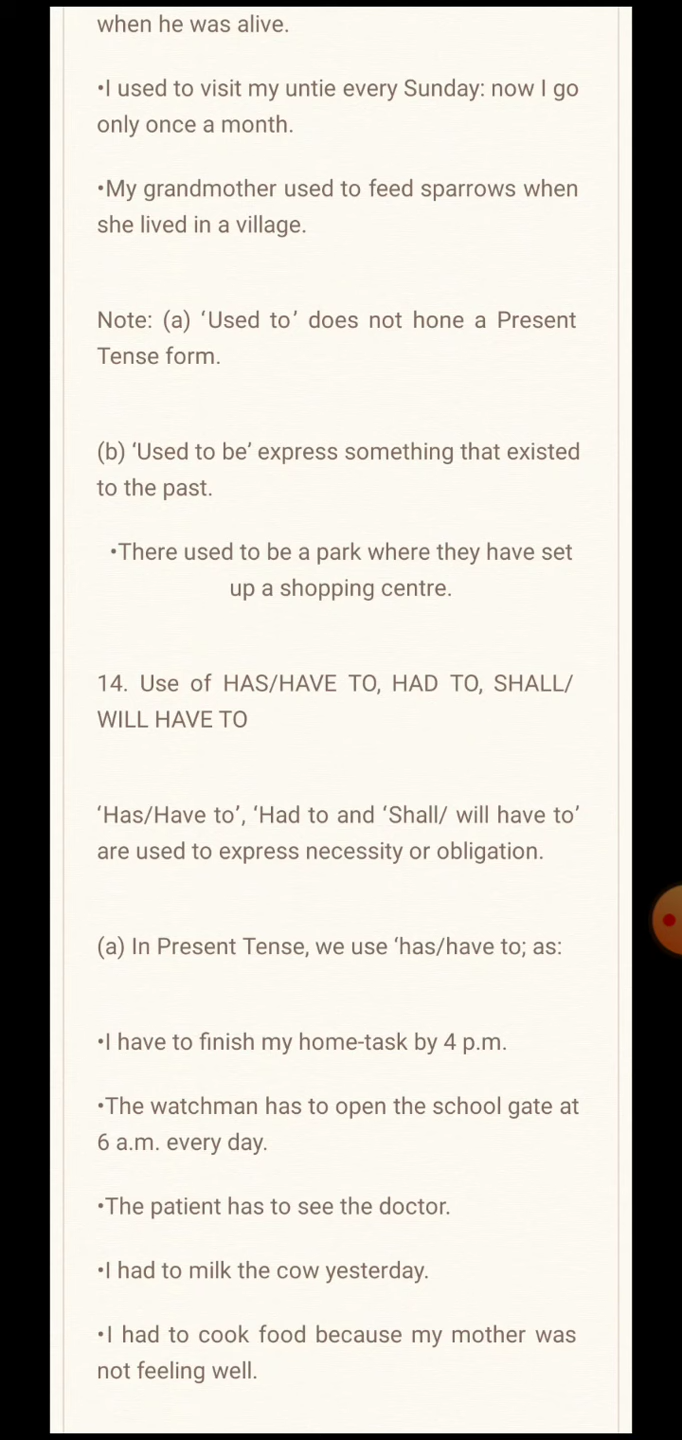 when he was alive.
•I used to visit my untie every Sunday: now I go
only once a month.
•My grandmother used to feed sparrows when
she lived in a village.
Note: (a) ‘Used to’ does not hone a Present
Tense form.
(b) ‘Used to be’ express something that existed
to the past.
•There used to be a park where they have set
up a shopping centre.
14. Use of HAS/HAVE TO, HAD TO, SHALL/
WILL HAVE TO
‘Has/Have to’, ‘Had to and ‘Shall/ will have to’
are used to express necessity or obligation.
(a) In Present Tense, we use ‘has/have to; as:
•I have to finish my home-task by 4 p.m.
•The watchman has to open the school gate at
6 a.m. every day.
•The patient has to see the doctor.
•I had to milk the cow yesterday.
•I had to cook food because my mother was
not feeling well.